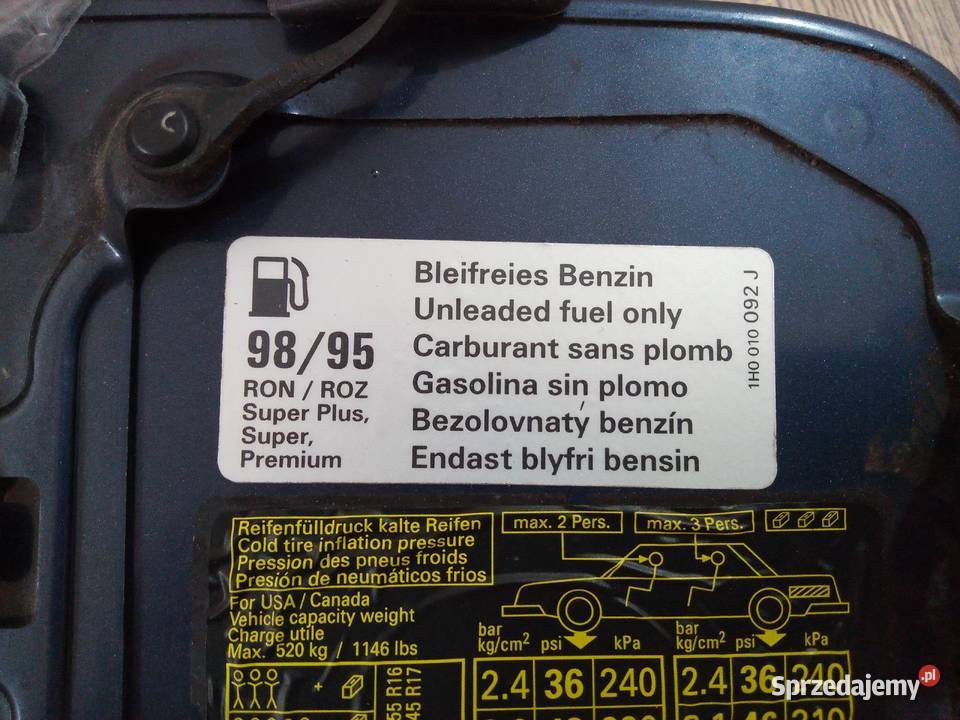 98/95
RON / ROZ
Super Plus,
Super,
Premium
Bleifreies Benzin
Unleaded fuel only
Carburant sans plomb
Gasolina sin plomo
Bezolovnatý benzín
Endast blyfri bensin
1H0 010 092 J
Reifenfülldruck kalte Reifen
Cold tire inflation pressure
Pression des pneus froids
Presión de neumáticos frios
For USA / Canada
Vehicle capacity weight
Charge utile
Max. 520 kg / 1146 lbs
max. 2 Pers.
max. 3 Pers.
bar
kg/cm² psi kPa
bar
kg/cm² psi kPa
+
55 R16
45 R17
2.4 36 240
2.4 36 240
Sprzedajemy.pl